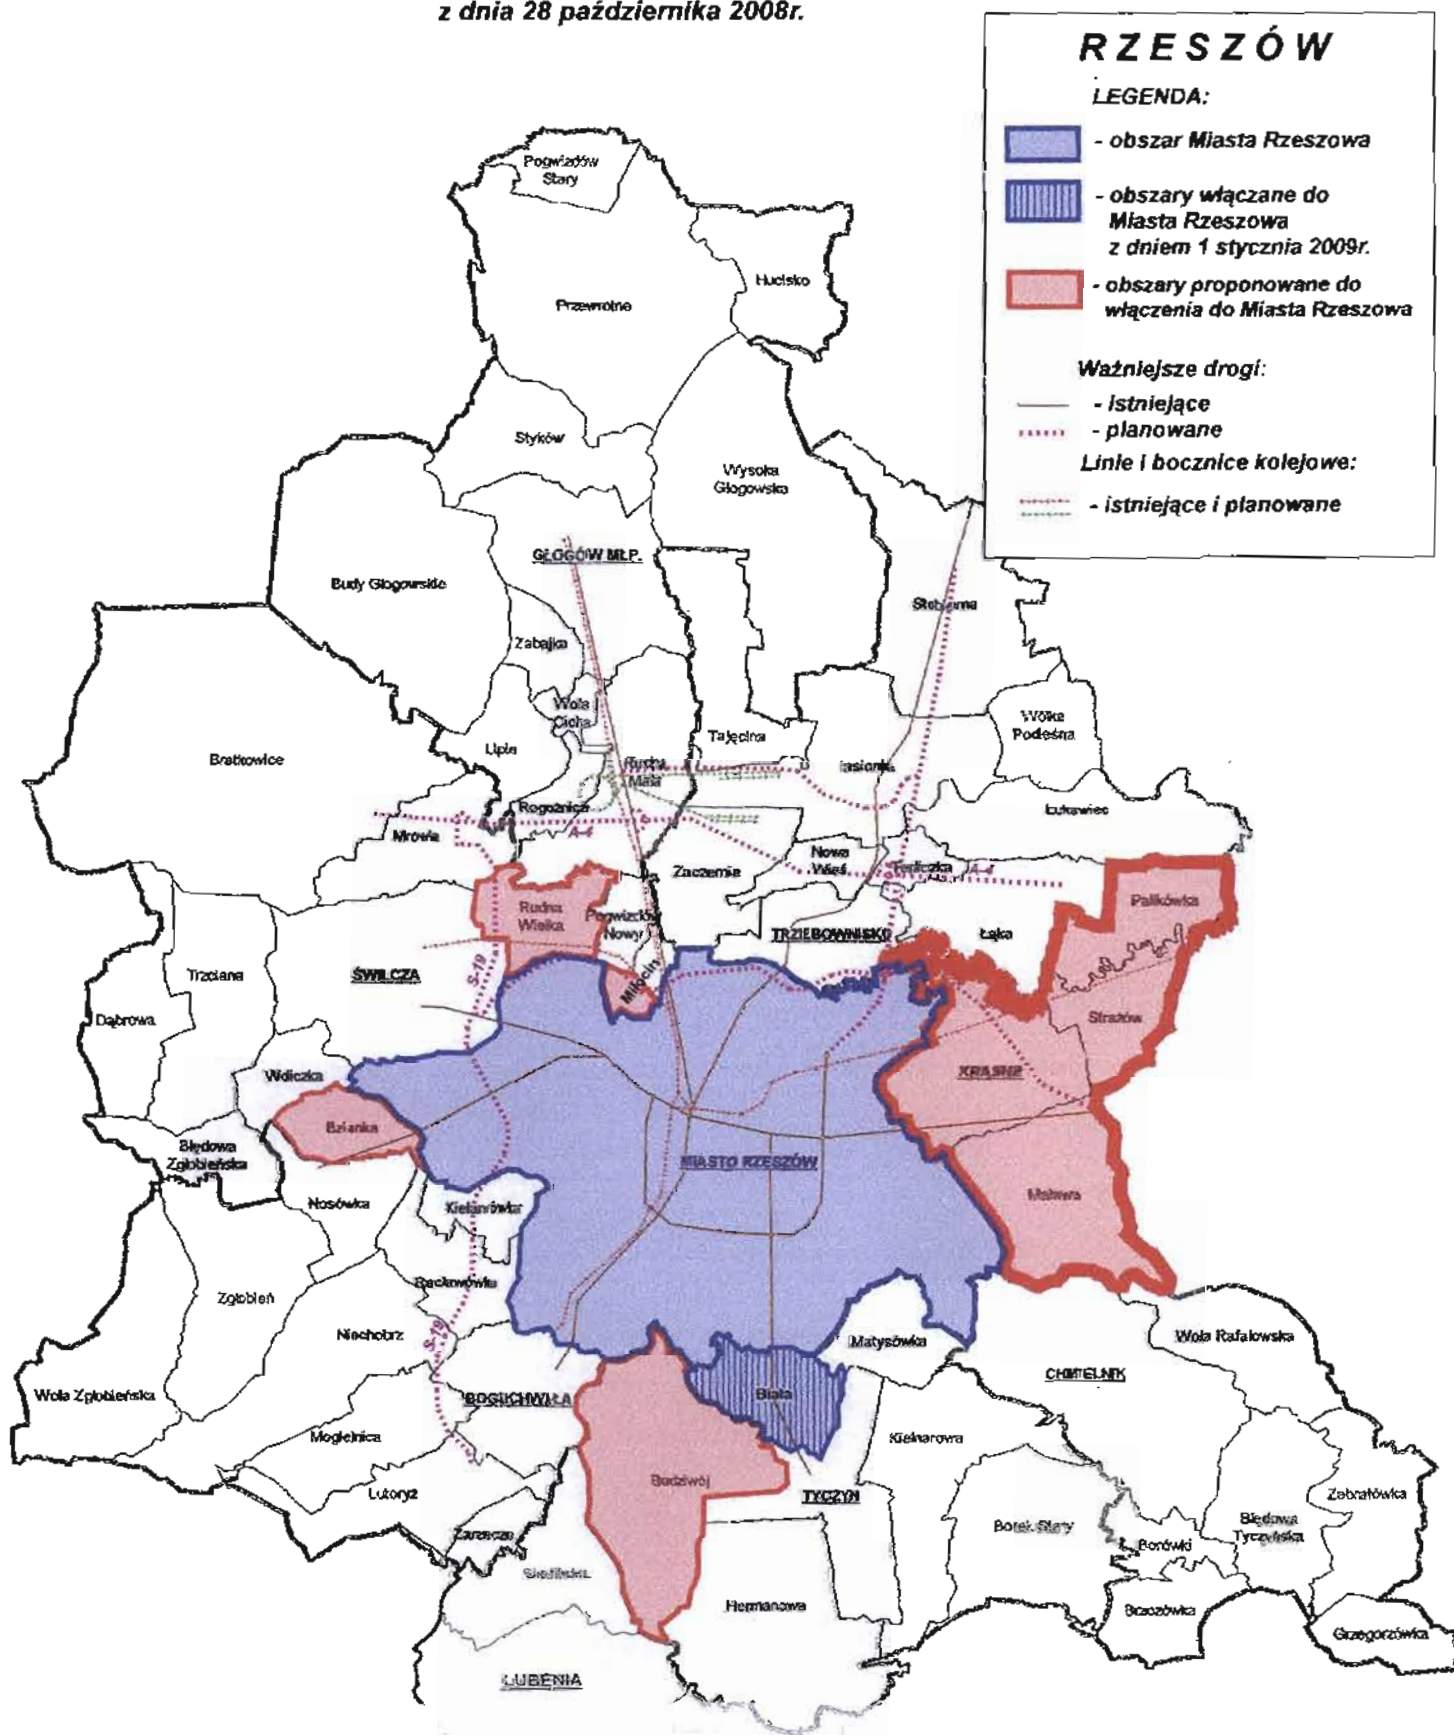 z dnia 28 października 2008r.
RZESZÓW
LEGENDA:
- obszar Miasta Rzeszowa
- obszary włączane do
Miasta Rzeszowa
z dniem 1 stycznia 2009r.
- obszary proponowane do
włączenia do Miasta Rzeszowa
Ważniejsze drogi:
- istniejące
- planowane
Linie i bocznice kolejowe:
- istniejące i planowane
Pogwizdów
Stary
Hucisko
Przewrotne
Styków
Wysoka
Głogowska
GŁOGÓW MŁP.
Budy Głogowskie
Stobierna
Zabajka
Wola
Cicha
Wólka
Podleśna
Tajęcina
Lipie
Bratkowice
Rudna
Mała
Jasionka
Rogoźnica
Łukawiec
A-4
Mrowla
Nowa
Wieś
Zaczernie
Terliczka
A-4
Palikówka
Rudna
Wielka
Pogwizdów
Nowy
TRZEBOWNISKO
Łąka
S-19
Trzciana
ŚWILCZA
Miłocin
Dąbrowa
Strażów
Woliczka
KRASNE
Bzianka
Błędowa
Zgłobieńska
MIASTO RZESZÓW
Malawa
Nosówka
Kielanówka
Racławówka
Zgłobień
Niechobrz
S-19
Matysówka
Wola Rafałowska
CHMIELNIK
Wola Zgłobieńska
BOGUCHWAŁA
Biała
Mogielnica
Kielnarowa
Budziwój
Lutoryż
TYCZYN
Zabratówka
Borek Stary
Błędowa
Tyczyńska
Zarzecze
Borówki
Siedliska
Hermanowa
Brzezówka
Grzegorzówka
LUBENIA